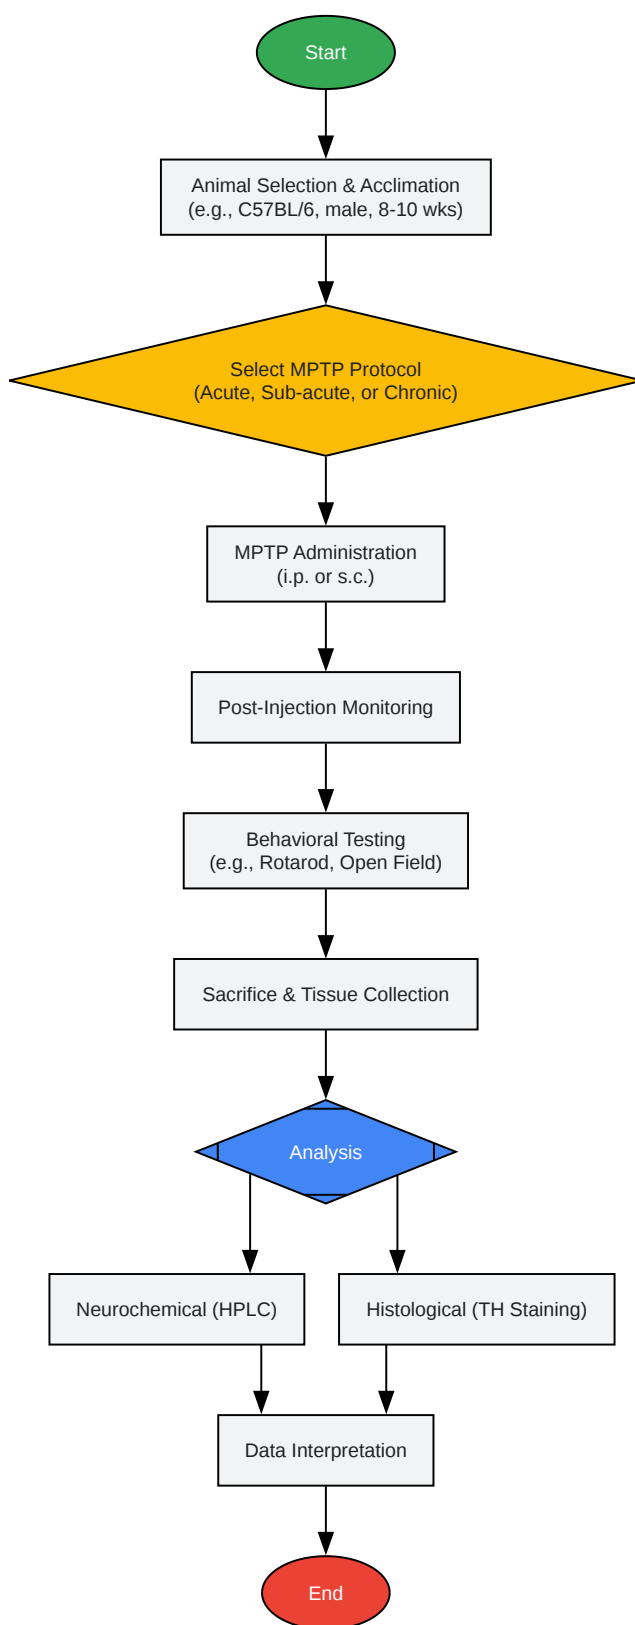 Start
Animal Selection & Acclimation
(e.g., C57BL/6, male, 8-10 wks)
Select MPTP Protocol
(Acute, Sub-acute, or Chronic)
MPTP Administration
(i.p. or s.c.)
Post-Injection Monitoring
Behavioral Testing
(e.g., Rotarod, Open Field)
Sacrifice & Tissue Collection
Analysis
Neurochemical (HPLC)
Histological (TH Staining)
Data Interpretation
End